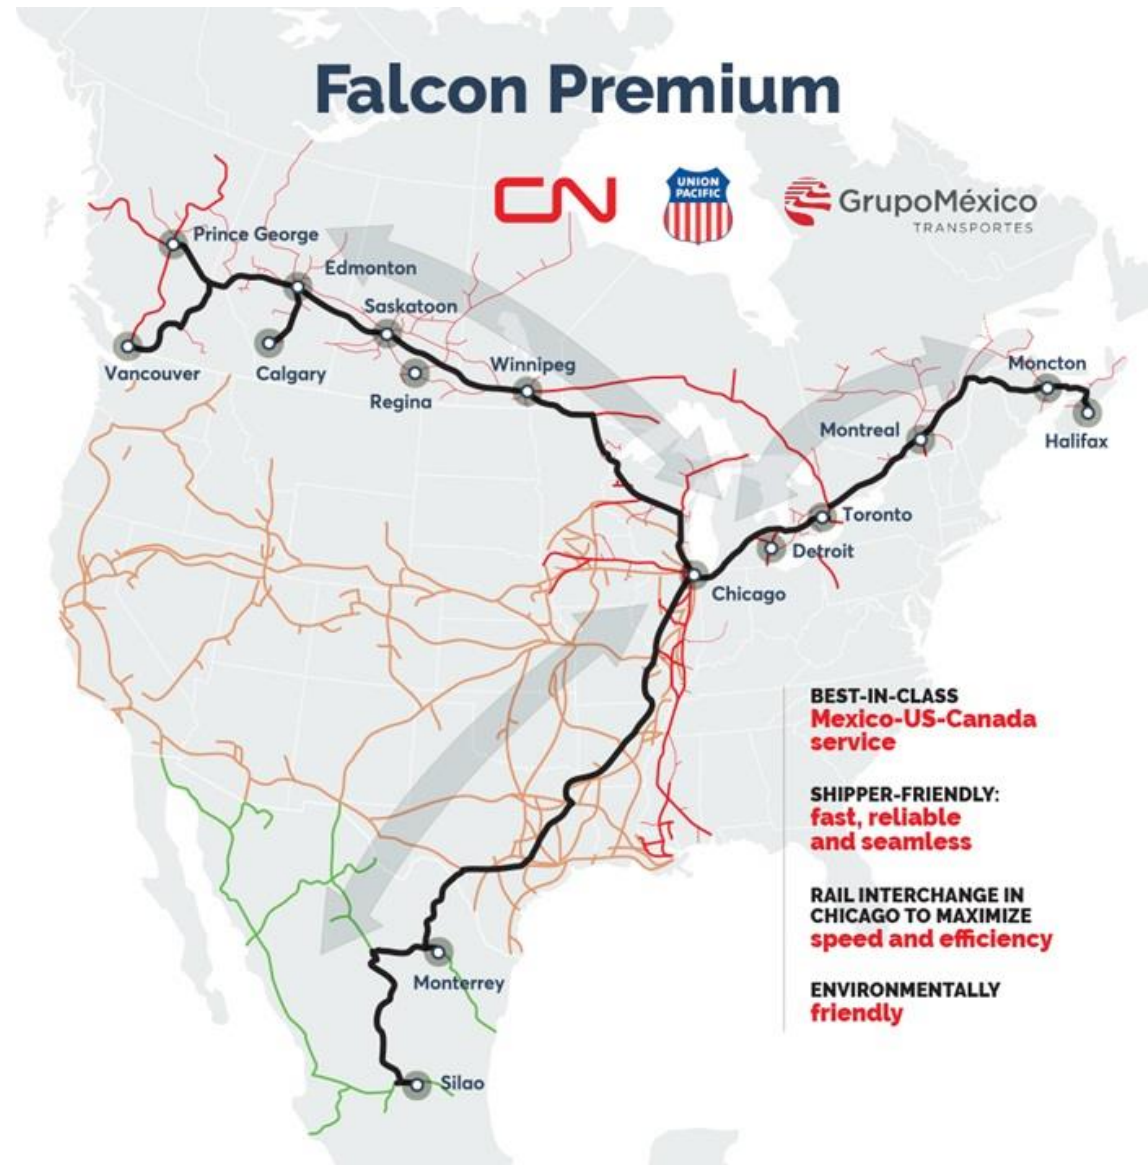 Falcon Premium
CN
UNION
PACIFIC
GrupoMéxico
TRANSPORTES
Prince George
Edmonton
Saskatoon
Winnipeg
Vancouver
Calgary
Regina
Moncton
Montreal
Halifax
Toronto
Detroit
Chicago
BEST-IN-CLASS
Mexico-US-Canada
service
SHIPPER-FRIENDLY:
fast, reliable
and seamless
RAIL INTERCHANGE IN
CHICAGO TO MAXIMIZE
speed and efficiency
ENVIRONMENTALLY
friendly
Monterrey
Silao